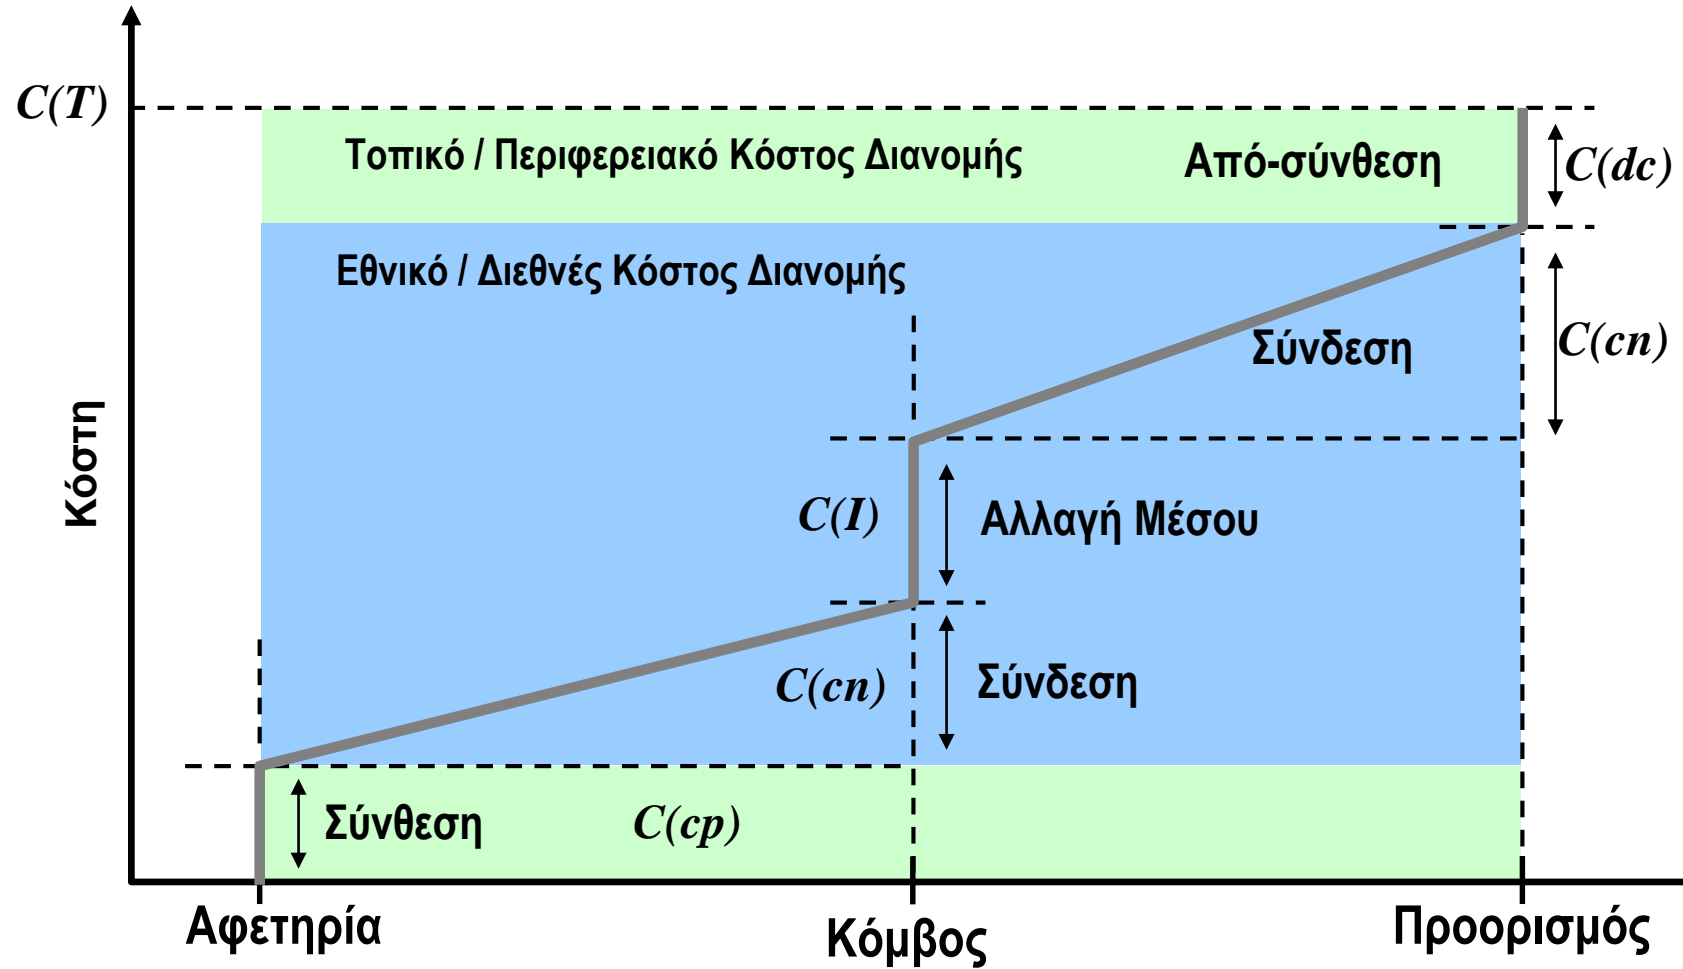 C(T)
Τοπικό / Περιφερειακό Κόστος Διανομής
Από-σύνθεση
C(dc)
Εθνικό / Διεθνές Κόστος Διανομής
Σύνδεση
C(cn)
Κόστη
C(I)
Αλλαγή Μέσου
C(cn)
Σύνδεση
Σύνθεση
C(cp)
Αφετηρία
Κόμβος
Προορισμός